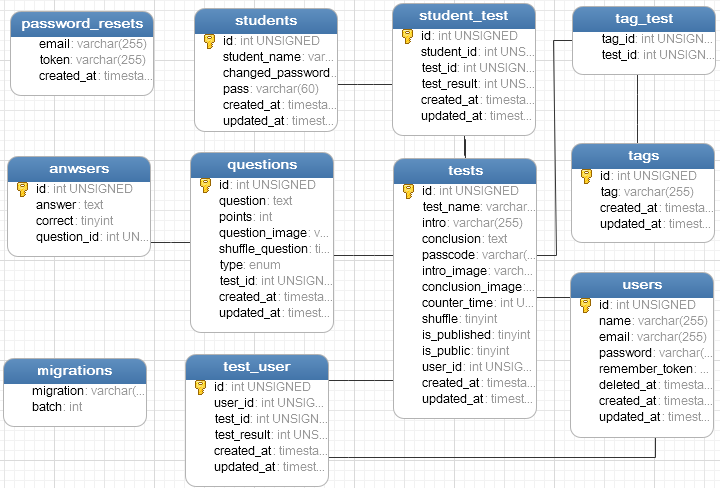 password_resets
email: varchar(255)
token: varchar(255)
created_at: timesta...
students
id: int UNSIGNED
student_name: var...
changed_password...
pass: varchar(60)
created_at: timesta...
updated_at: timest...
student_test
id: int UNSIGNED
student_id: int UNS...
test_id: int UNSIGN...
test_result: int UNS...
created_at: timesta...
updated_at: timest...
tag_test
tag_id: int UNSIGN...
test_id: int UNSIGN...
anwsers
id: int UNSIGNED
answer: text
correct: tinyint
question_id: int UN...
questions
id: int UNSIGNED
question: text
points: int
question_image: v...
shuffle_question: ti...
type: enum
test_id: int UNSIGN...
created_at: timesta...
updated_at: timest...
tests
id: int UNSIGNED
test_name: varchar...
intro: varchar(255)
conclusion: text
passcode: varchar(...
intro_image: varch...
conclusion_image:...
counter_time: int U...
shuffle: tinyint
is_published: tinyint
is_public: tinyint
user_id: int UNSIG...
created_at: timesta...
updated_at: timest...
tags
id: int UNSIGNED
tag: varchar(255)
created_at: timesta...
updated_at: timest...
users
id: int UNSIGNED
name: varchar(255)
email: varchar(255)
password: varchar(...
remember_token: ...
deleted_at: timesta...
created_at: timesta...
updated_at: timest...
migrations
migration: varchar(...
batch: int
test_user
id: int UNSIGNED
user_id: int UNSIG...
test_id: int UNSIGN...
test_result: int UNS...
created_at: timesta...
updated_at: timest...